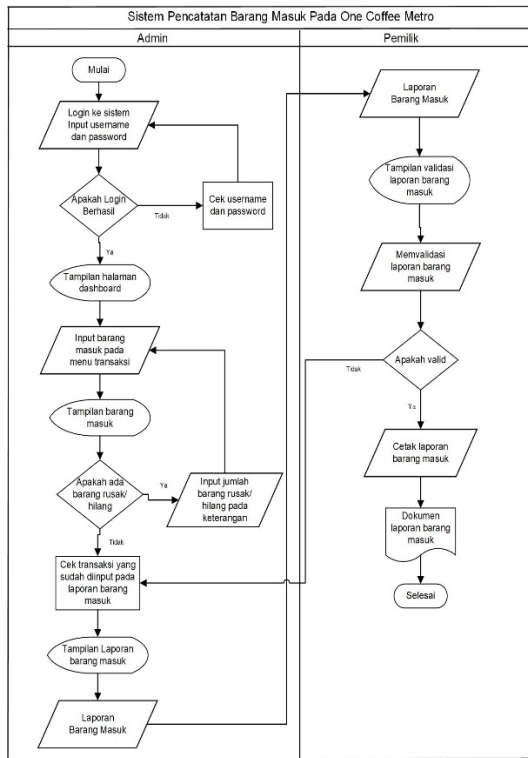 Sistem Pencatatan Barang Masuk Pada One Coffee Metro
Admin
Pemilik
Mulai
Login ke sistem
Input username
dan password
Apakah Login
Berhasil
Tidak
Cek username
dan password
Ya
Tampilan halaman
dashboard
Input barang
masuk pada
menu transaksi
Tampilan barang
masuk
Apakah ada
barang rusak/
hilang
Ya
Input jumlah
barang rusak/
hilang pada
keterangan
Tidak
Cek transaksi yang
sudah diinput pada
laporan barang
masuk
Tampilan Laporan
barang masuk
Laporan
Barang Masuk
Laporan
Barang Masuk
Tampilan validasi
laporan barang
masuk
Memvalidasi
laporan barang
masuk
Apakah valid
Tidak
Ya
Cetak laporan
barang masuk
Dokumen
laporan barang
masuk
Selesai